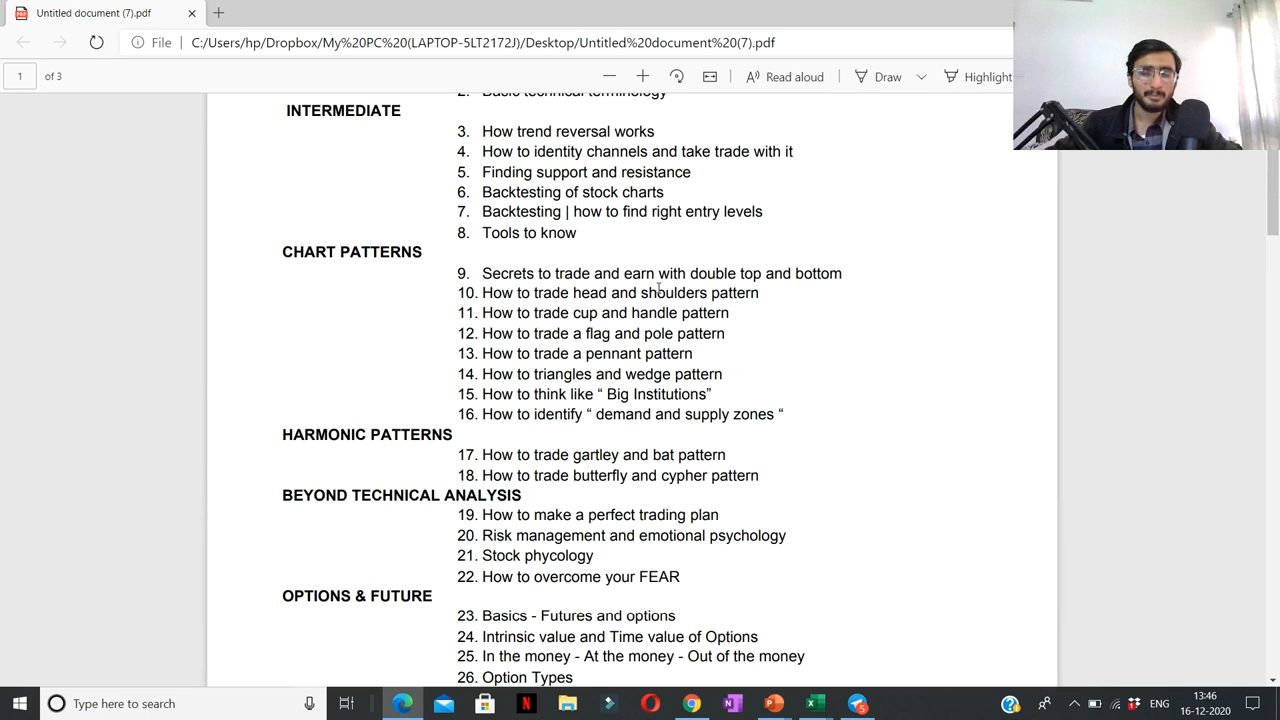 Untitled document (7).pdf
File
C:/Users/hp/Dropbox/My%20PC%20(LAPTOP-5LT2172J)/Desktop/Untitled%20document%20(7).pdf
1 of 3
Read aloud
Draw
Highlight
2. Basic technical terminology
INTERMEDIATE
3. How trend reversal works
4. How to identity channels and take trade with it
5. Finding support and resistance
6. Backtesting of stock charts
7. Backtesting | how to find right entry levels
8. Tools to know
CHART PATTERNS
9. Secrets to trade and earn with double top and bottom
10. How to trade head and shoulders pattern
11. How to trade cup and handle pattern
12. How to trade a flag and pole pattern
13. How to trade a pennant pattern
14. How to triangles and wedge pattern
15. How to think like “ Big Institutions”
16. How to identify “ demand and supply zones “
HARMONIC PATTERNS
17. How to trade gartley and bat pattern
18. How to trade butterfly and cypher pattern
BEYOND TECHNICAL ANALYSIS
19. How to make a perfect trading plan
20. Risk management and emotional psychology
21. Stock phycology
22. How to overcome your FEAR
OPTIONS & FUTURE
23. Basics - Futures and options
24. Intrinsic value and Time value of Options
25. In the money - At the money - Out of the money
26. Option Types
Type here to search
ENG
13:46
16-12-2020